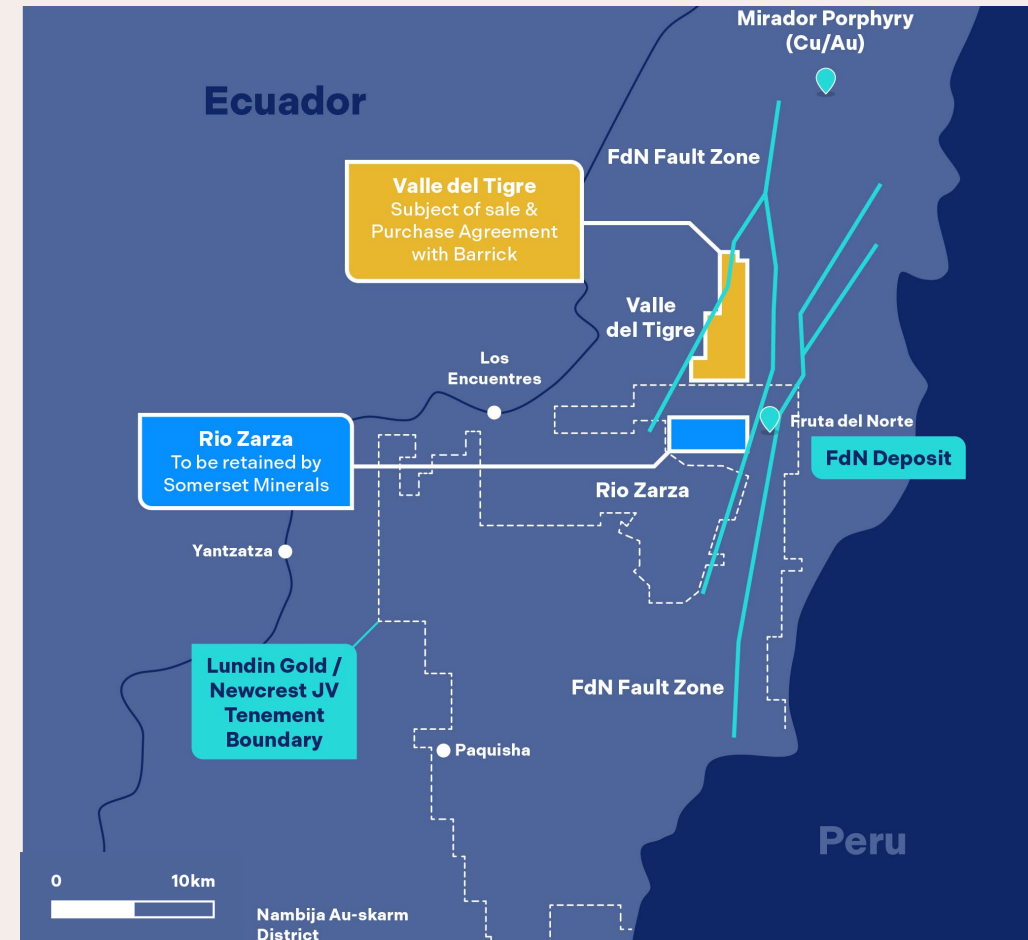 Mirador Porphyry
(Cu/Au)
Ecuador
FdN Fault Zone
Valle del Tigre
Subject of sale &
Purchase Agreement
with Barrick
Valle
del Tigre
Los
Encuentres
Fruta del Norte
FdN Deposit
Rio Zarza
To be retained by
Somerset Minerals
Rio Zarza
Yantzatza
Lundin Gold /
Newcrest JV
Tenement
Boundary
FdN Fault Zone
Paquisha
Peru
0 10km
Nambija Au-skarm
District